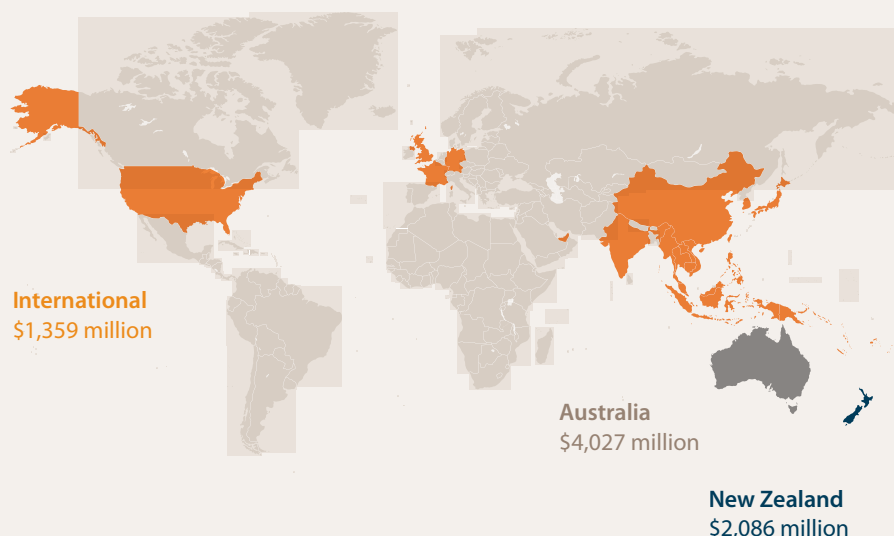 International
$1,359 million
Australia
$4,027 million
New Zealand
$2,086 million